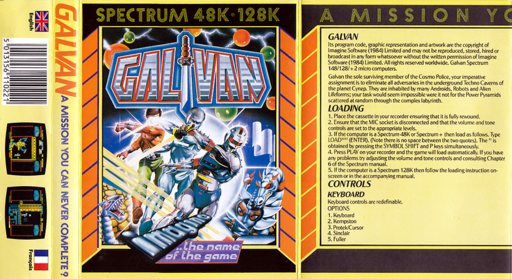 English
5 013156 110221
GALVAN A MISSION YOU CAN NEVER COMPLETE?
Français
SPECTRUM 48K·128K
GALIVAN
imagine
...the name
of the game
A MISSION YO
GALVAN
Its program code, graphic representation and artwork are the copyright of
Imagine Software (1984) Limited and may not be reproduced, stored, hired or
broadcast in any form whatsoever without the written permission of Imagine
Software (1984) Limited. All rights reserved worldwide. Galvan Spectrum
148/128/+2 micro computers.
Galvan the sole surviving member of the Cosmo Police, your imperative
assignment is to eliminate all adversaries in the underground Techno Caverns of
the planet Cynep. They are inhabited by many Androids, Robots and Alien
Lifeforms; your task would seem impossible were it not for the Power Pyramids
scattered at random through the complex labyrinth.
LOADING
1. Place the cassette in your recorder ensuring that it is fully rewound.
2. Ensure that the MIC socket is disconnected and that the volume and tone
controls are set to the appropriate levels.
3. If the computer is a Spectrum 48K or Spectrum + then load as follows. Type
LOAD"" (ENTER). (Note there is no space between the two quotes). The " is
obtained by pressing the SYMBOL SHIFT and P keys simultaneously.
4. Press PLAY on your recorder and the game will load automatically. If you have
any problems by adjusting the volume and tone controls and consulting Chapter
6 of the Spectrum manual.
5. If the computer is a Spectrum 128K then follow the loading instruction on-
screen or in the accompanying manual.
CONTROLS
KEYBOARD
Keyboard controls are redefinable.
OPTIONS
1. Keyboard
2. Kempston
3. Protek/Cursor
4. Sinclair
5. Fuller